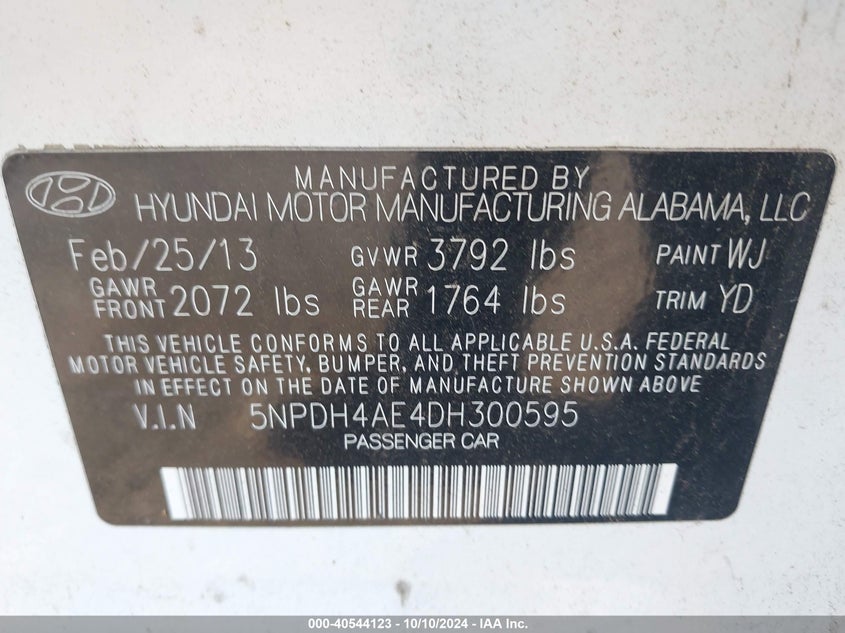 MANUFACTURED BY
HYUNDAI MOTOR MANUFACTURING ALABAMA, LLC
Feb/25/13 GVWR 3792 lbs PAINT WJ
GAWR FRONT 2072 lbs GAWR REAR 1764 lbs TRIM YD
THIS VEHICLE CONFORMS TO ALL APPLICABLE U.S.A. FEDERAL
MOTOR VEHICLE SAFETY, BUMPER, AND THEFT PREVENTION STANDARDS
IN EFFECT ON THE DATE OF MANUFACTURE SHOWN ABOVE.
V.I.N 5NPDH4AE4DH300595
PASSENGER CAR
000-40544123 - 10/10/2024 - IAA Inc.